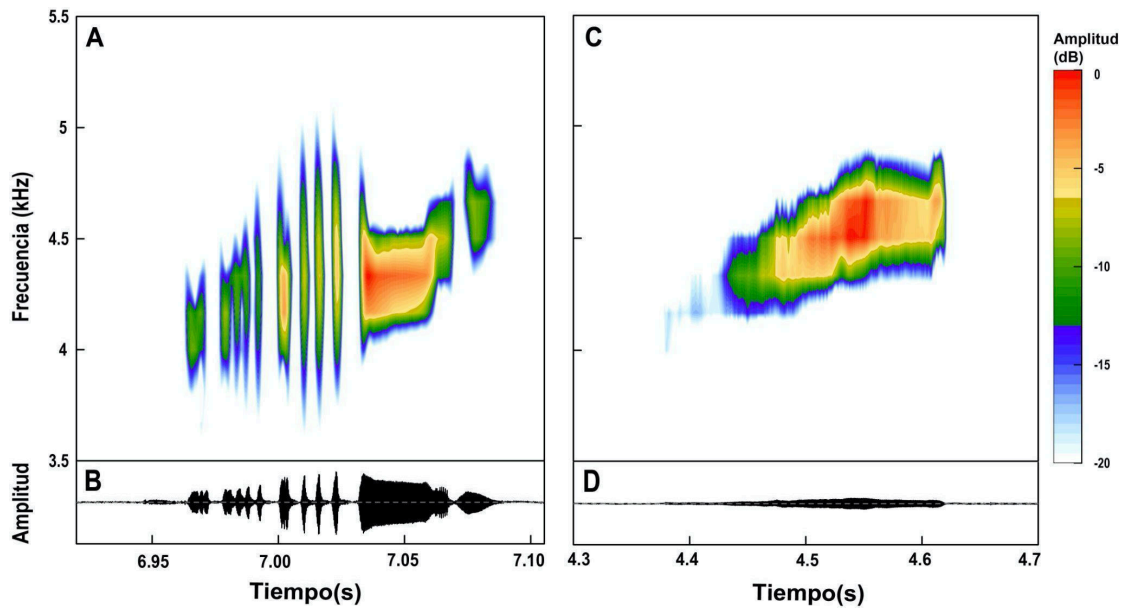 A
C
Amplitud
(dB)
0
-5
-10
-15
-20
5.5
5
4.5
4
3.5
Frecuencia (kHz)
B
D
Amplitud
6.95
7.00
7.05
7.10
4.3
4.4
4.5
4.6
4.7
Tiempo(s)
Tiempo(s)